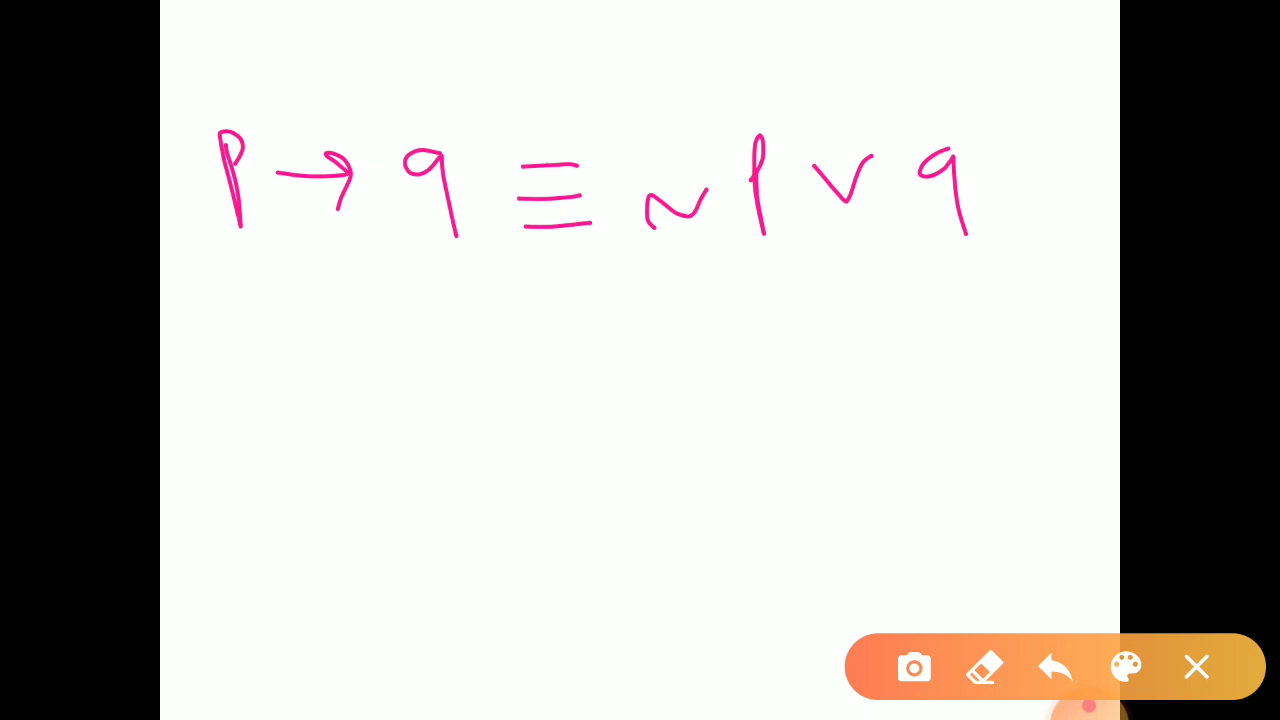 p → q ≡ ~ p ∨ q